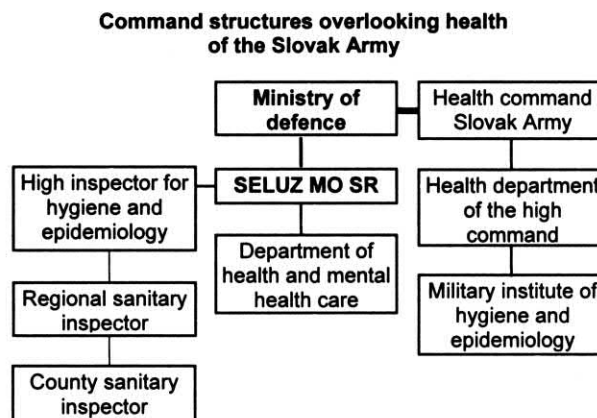 Command structures overlooking health
of the Slovak Army
Ministry of
defence
Health command
Slovak Army
High inspector for
hygiene and
epidemiology
SELUZ MO SR
Health department
of the high
command
Department of
health and mental
health care
Regional sanitary
inspector
Military institute of
hygiene and
epidemiology
County sanitary
inspector